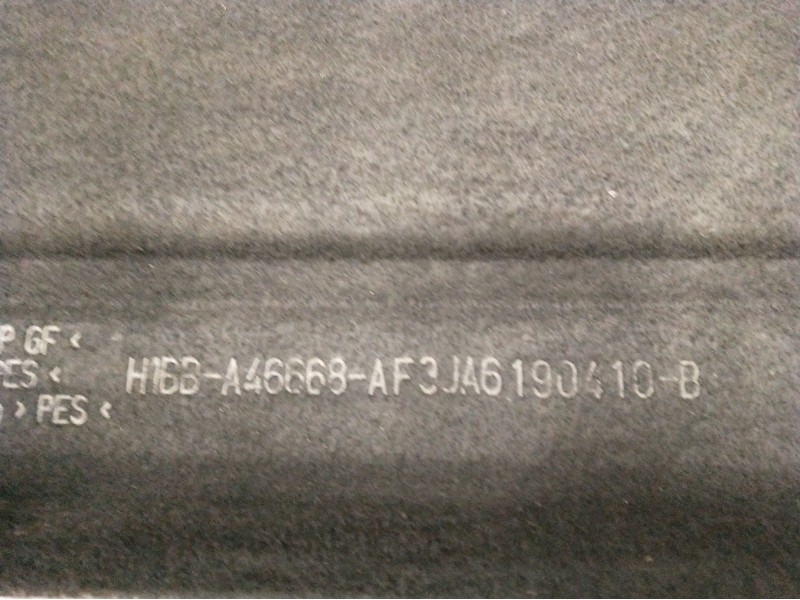 P GF <
PES <
> PES <
H1BB-A46668-AF3JA6190410-B